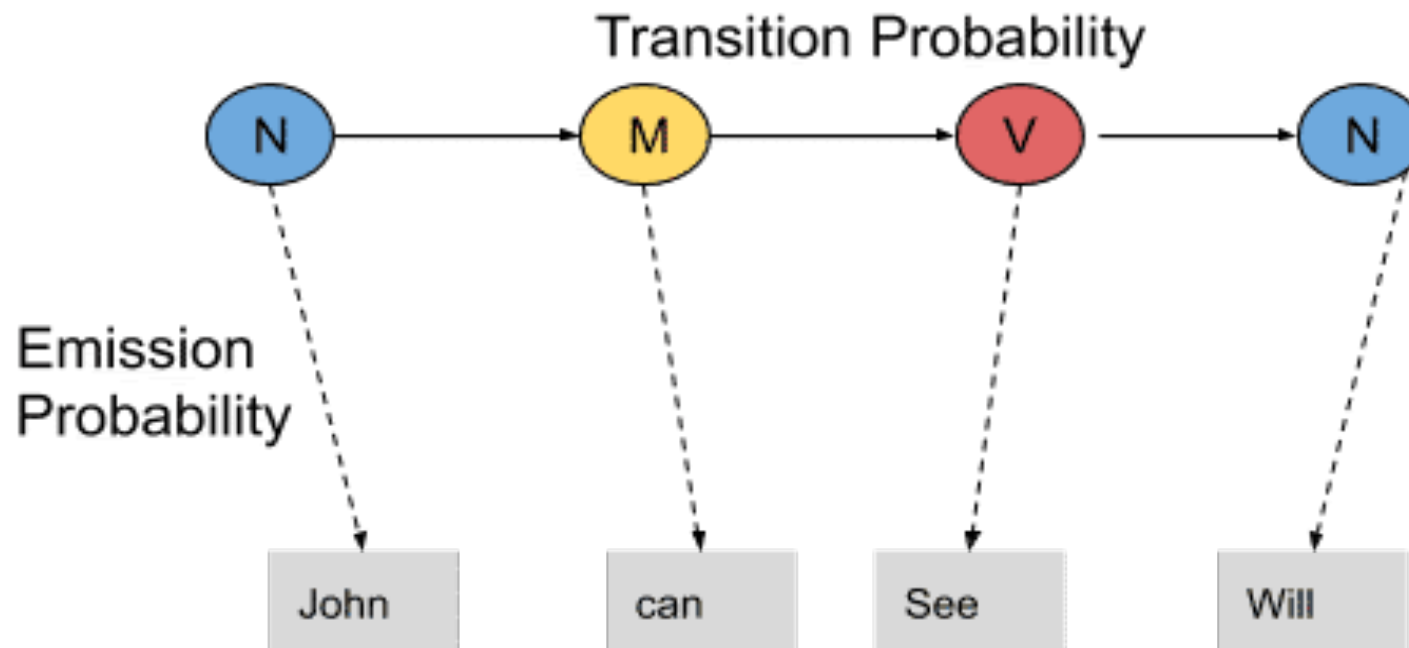 Transition Probability
N M V N
Emission
Probability
John can See Will